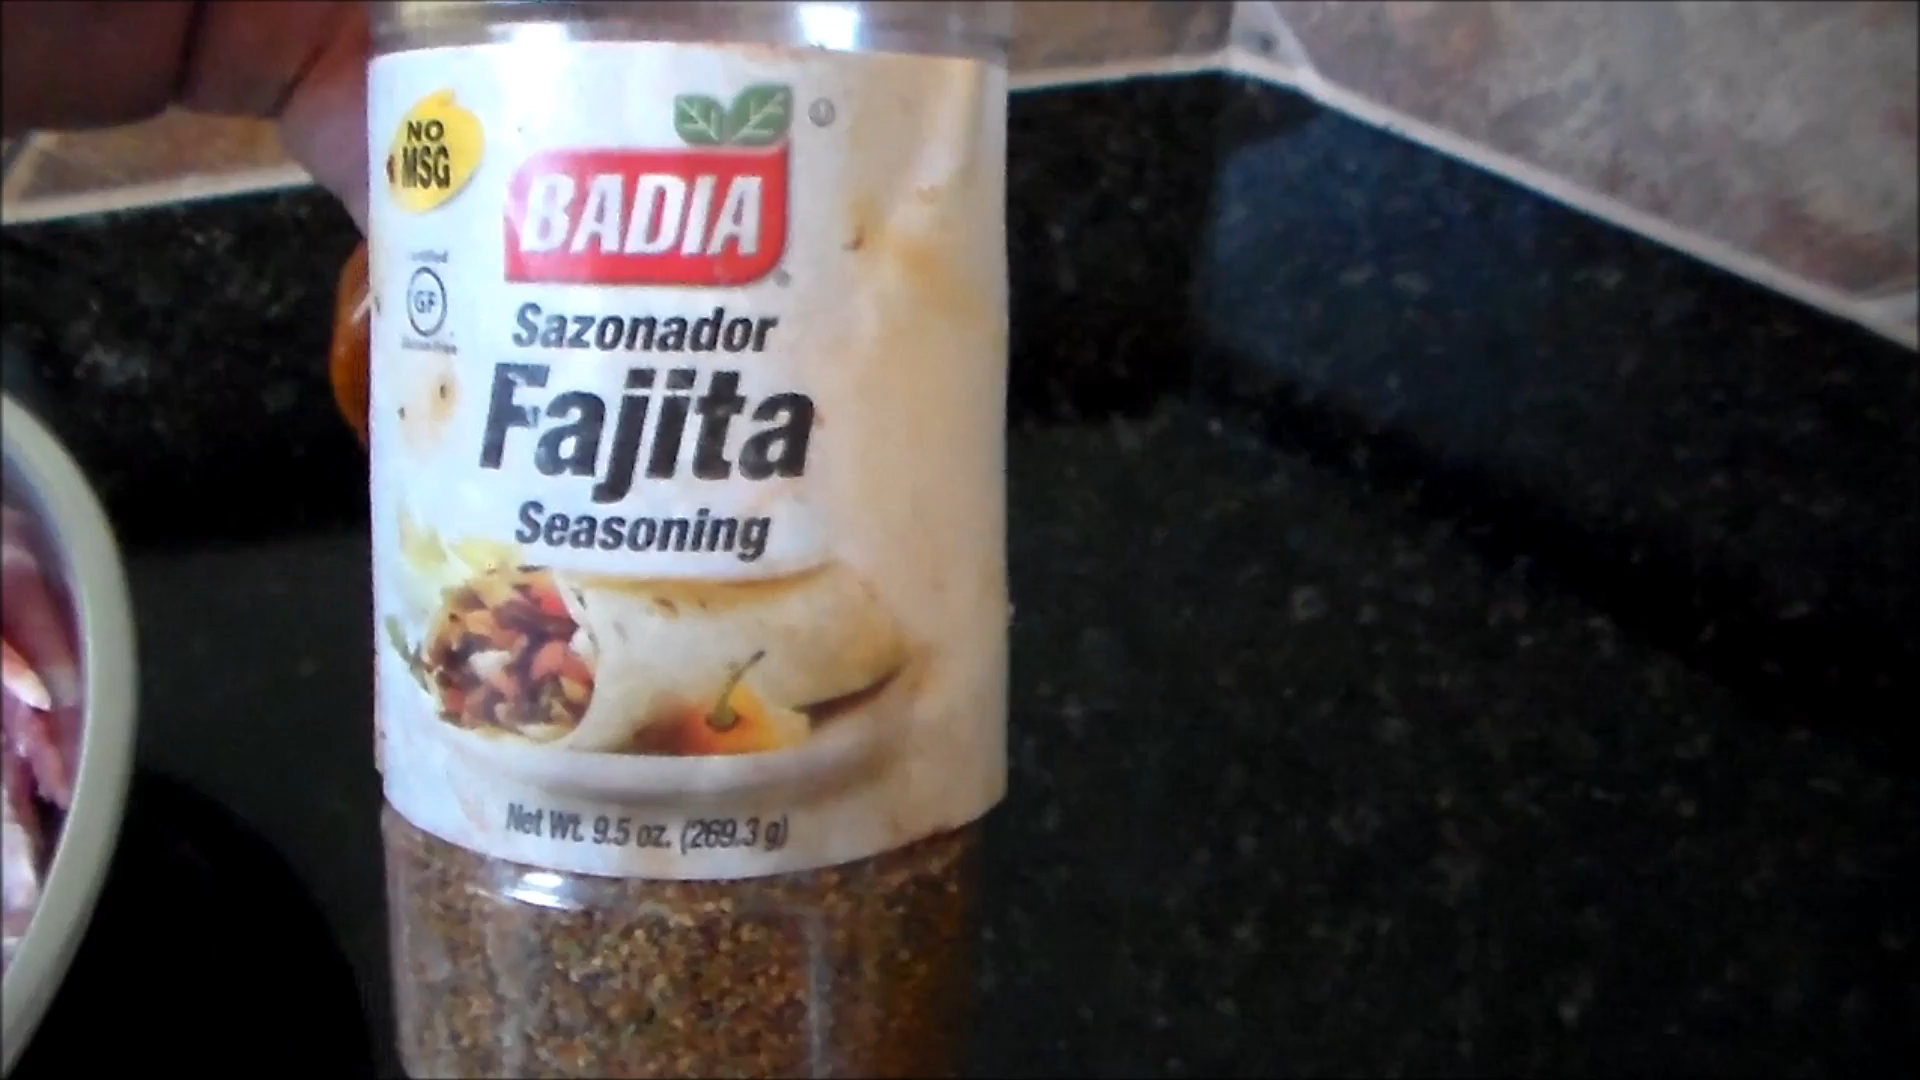 NO
MSG
BADIA
GF
Sazonador
Fajita
Seasoning
Net Wt. 9.5 oz. (269.3 g)